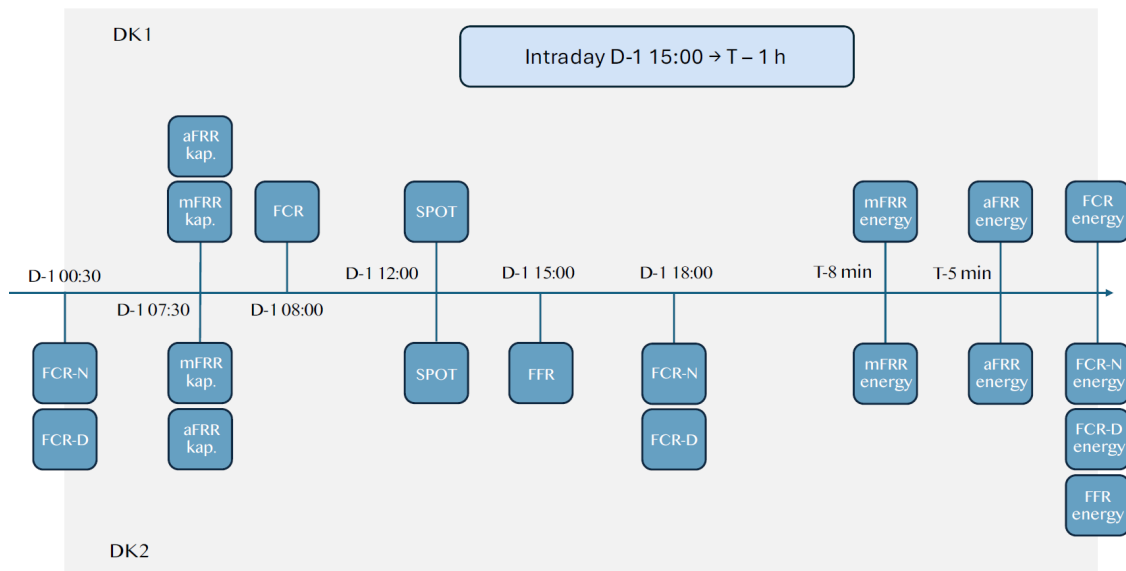 DK1
Intraday D-1 15:00 → T – 1 h
aFRR
kap.
mFRR
kap.
FCR
SPOT
mFRR
energy
aFRR
energy
FCR
energy
D-1 00:30
D-1 07:30
D-1 08:00
D-1 12:00
D-1 15:00
D-1 18:00
T-8 min
T-5 min
FCR-N
FCR-D
mFRR
kap.
aFRR
kap.
SPOT
FFR
FCR-N
FCR-D
mFRR
energy
aFRR
energy
FCR-N
energy
FCR-D
energy
FFR
energy
DK2